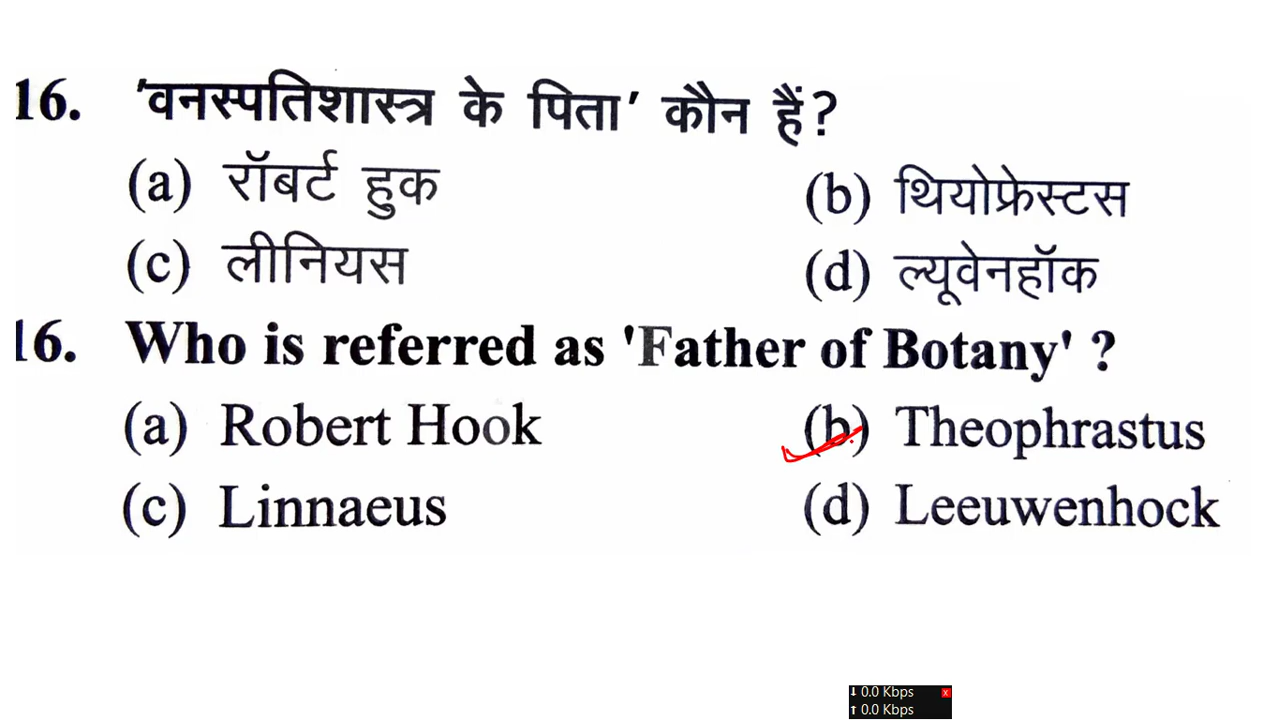 16. 'वनस्पतिशास्त्र के पिता' कौन हैं?
(a) रॉबर्ट हुक (b) थियोफ्रेस्टस
(c) लीनियस (d) ल्यूवेनहॉक
16. Who is referred as 'Father of Botany' ?
(a) Robert Hook (b) Theophrastus
(c) Linnaeus (d) Leeuwenhock
↓ 0.0 Kbps x
↑ 0.0 Kbps